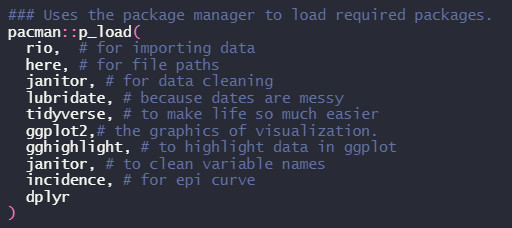 ### Uses the package manager to load required packages.
pacman::p_load(
rio,  # for importing data
here, # for file paths
janitor, # for data cleaning
lubridate, # because dates are messy
tidyverse, # to make life so much easier
ggplot2,# the graphics of visualization.
gghighlight, # to highlight data in ggplot
janitor, # to clean variable names
incidence, # for epi curve
dplyr
)